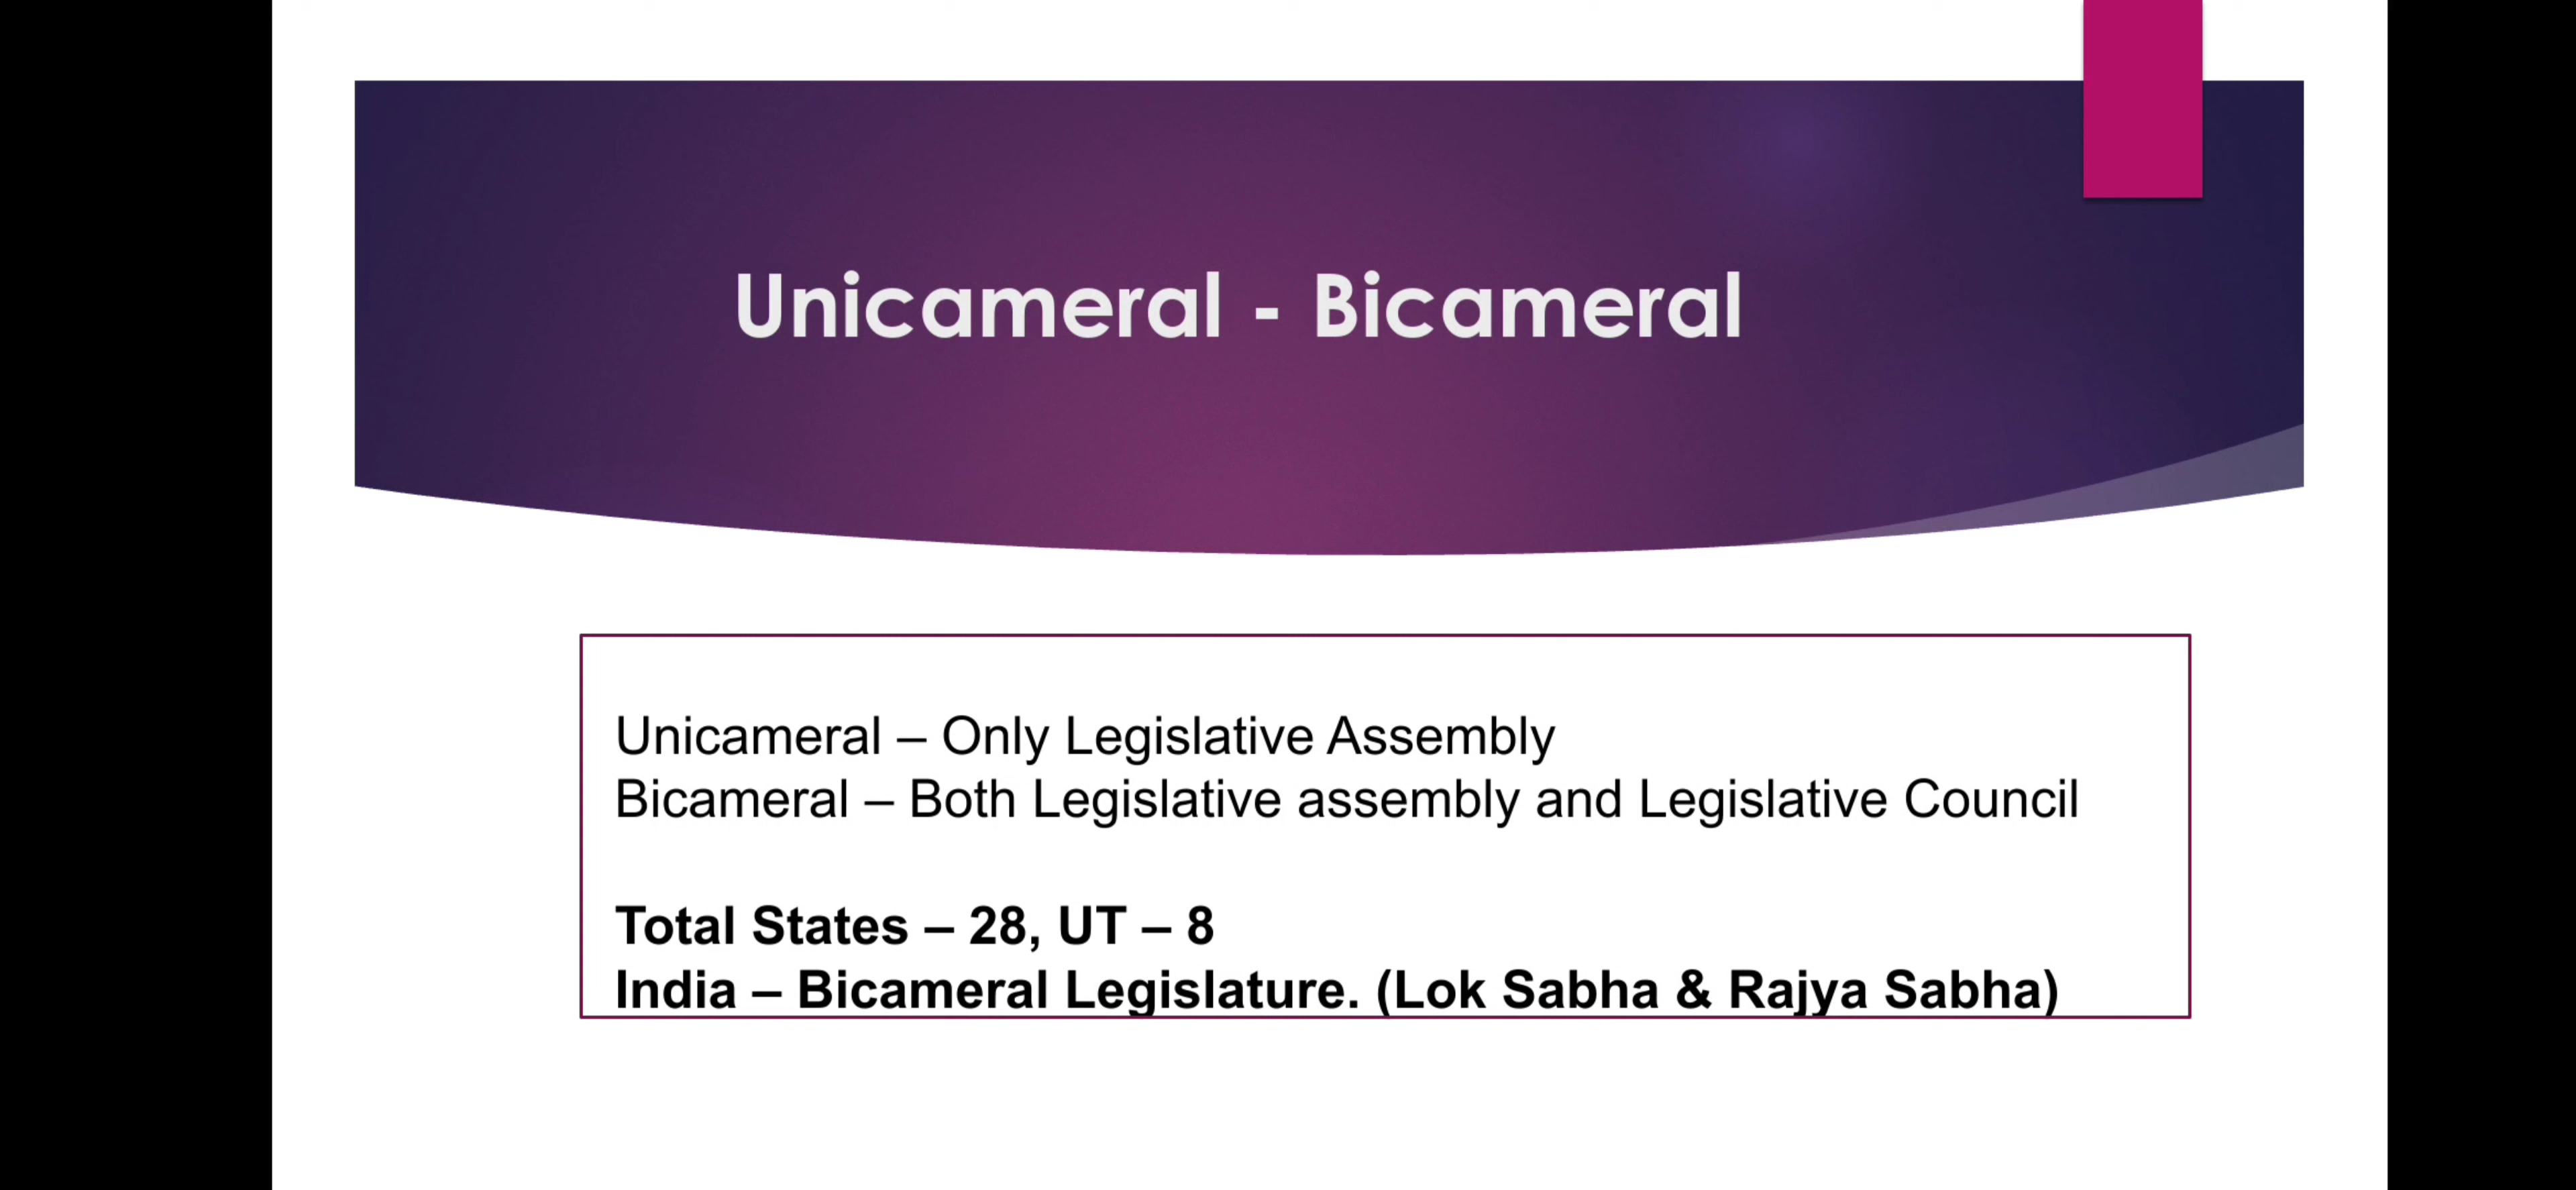 Unicameral - Bicameral
Unicameral – Only Legislative Assembly
Bicameral – Both Legislative assembly and Legislative Council
Total States – 28, UT – 8
India – Bicameral Legislature. (Lok Sabha & Rajya Sabha)